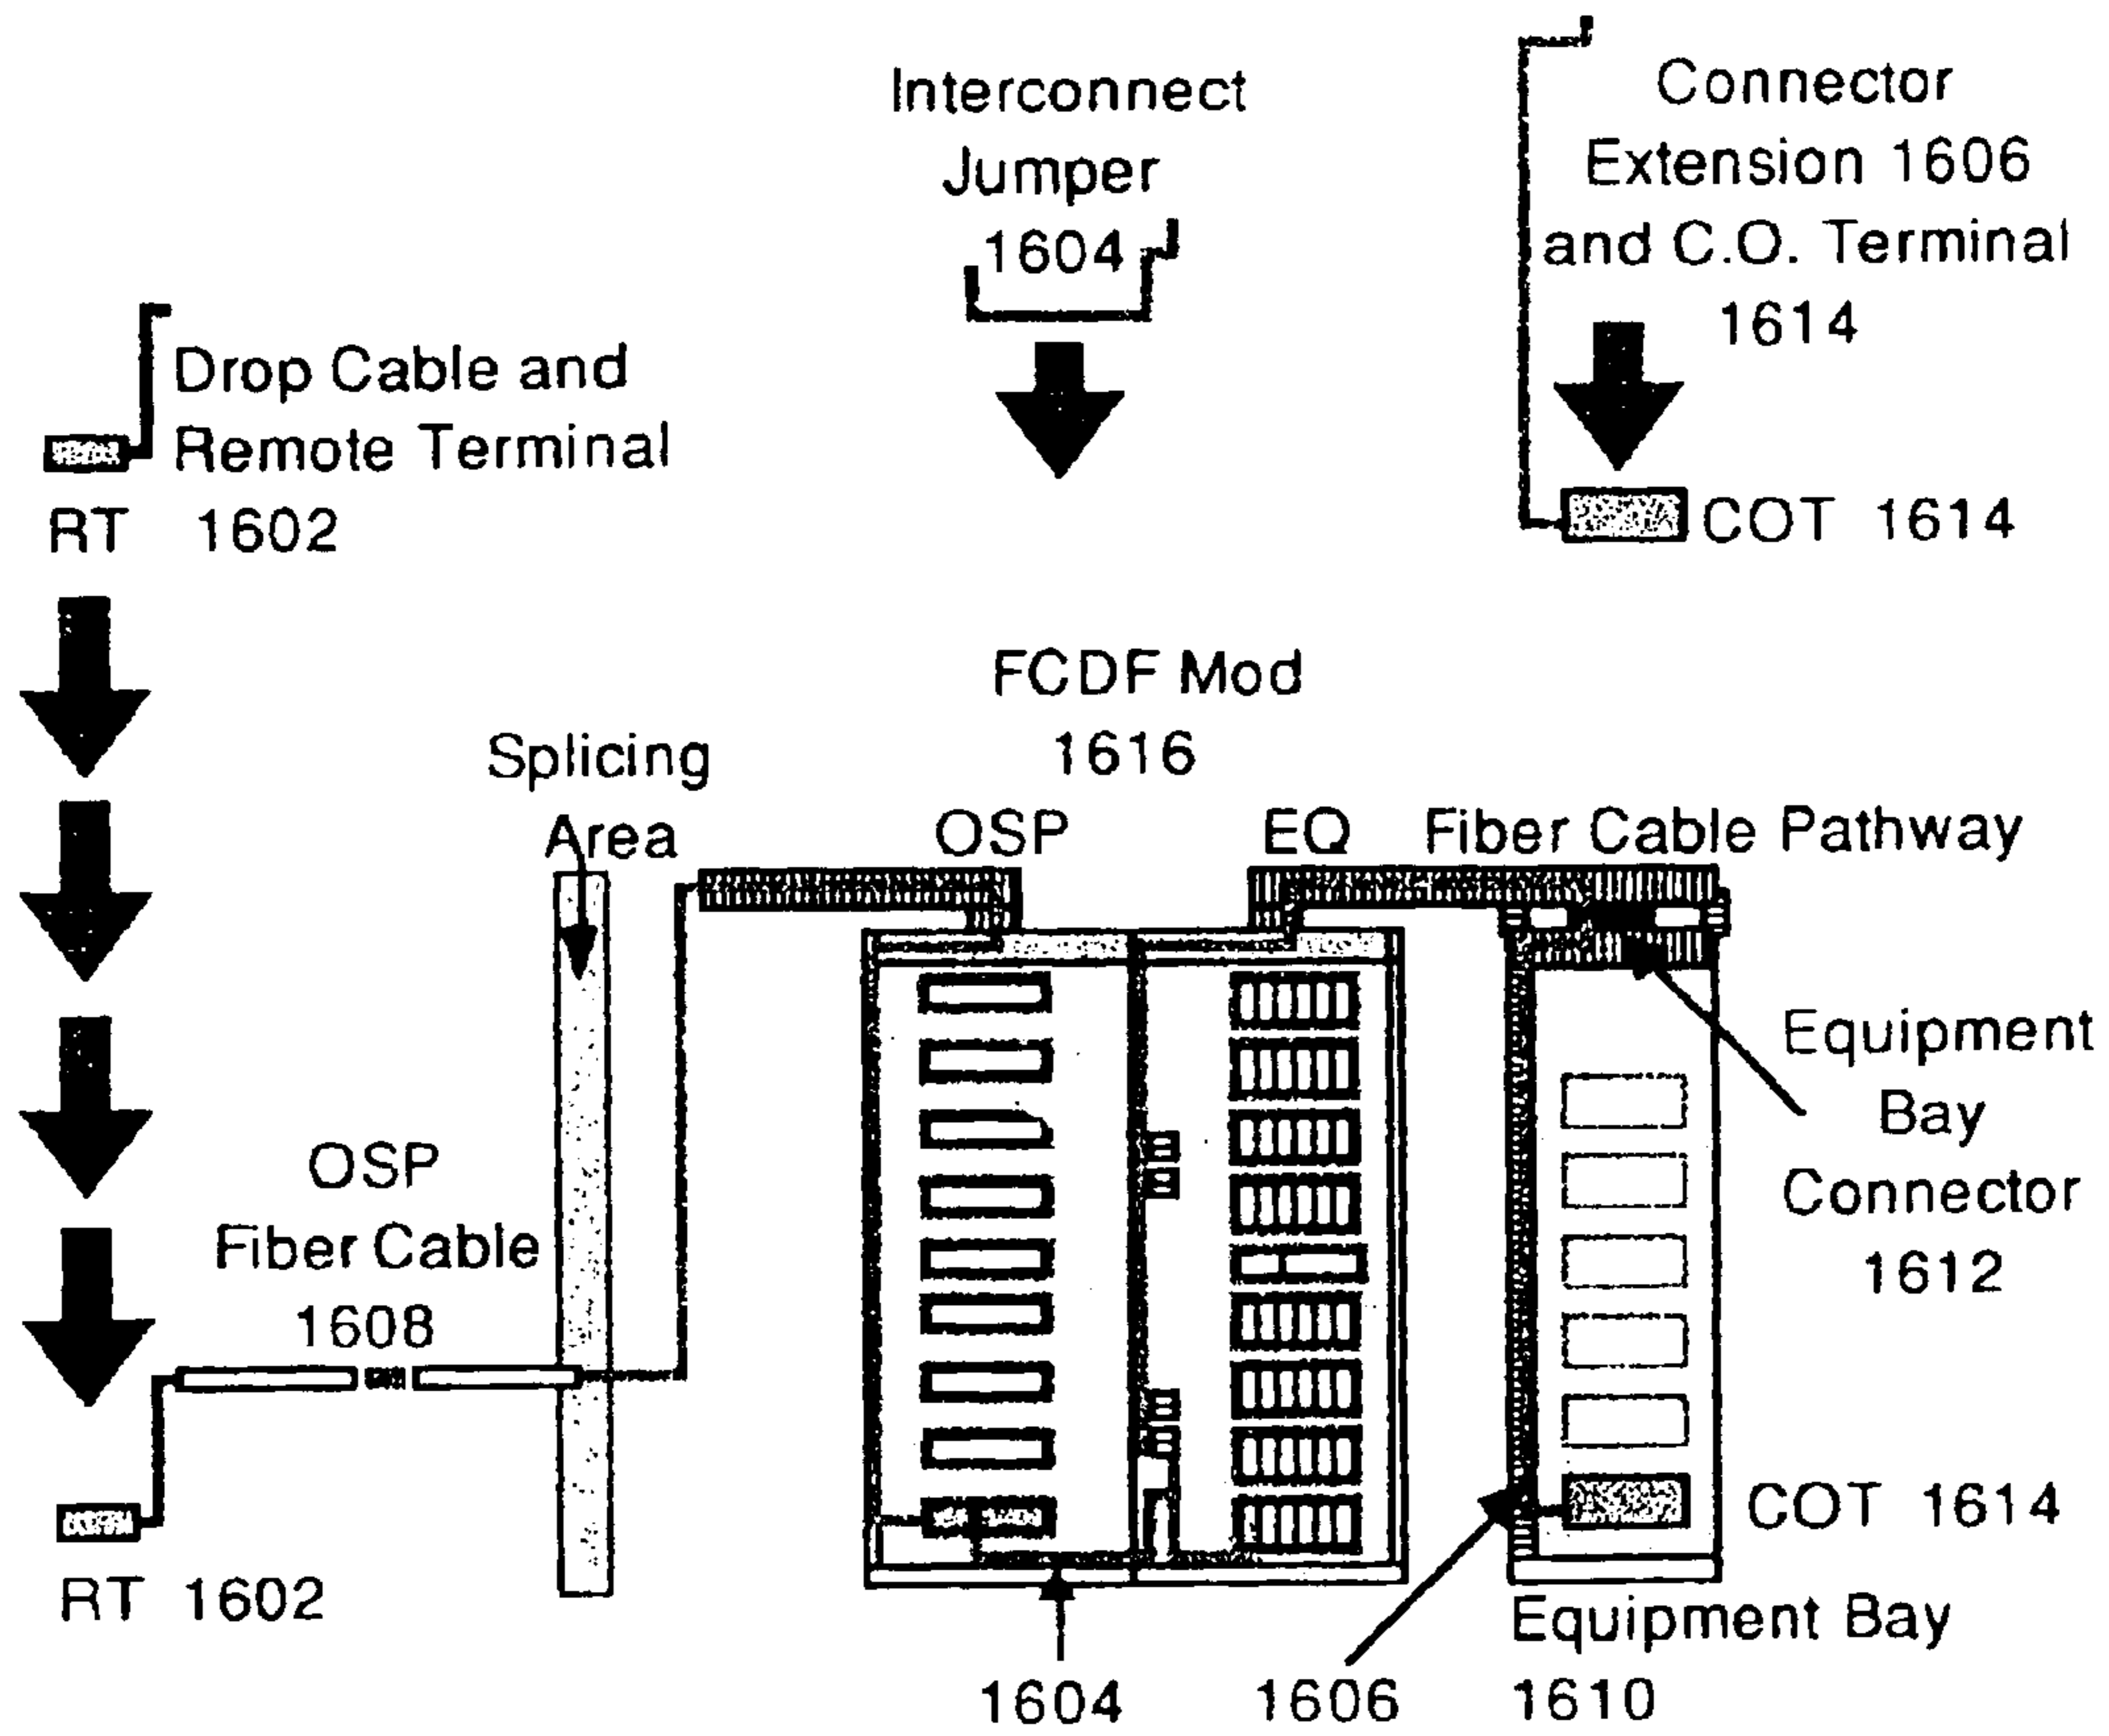 Interconnect
Jumper
1604
Connector
Extension 1606
and C.O. Terminal
1614
COT 1614
Drop Cable and
Remote Terminal
RT 1602
FCDF Mod
1616
Splicing
Area
OSP
EQ
Fiber Cable Pathway
Equipment
Bay
Connector
1612
OSP
Fiber Cable
1608
COT 1614
RT 1602
Equipment Bay
1610
1604
1606